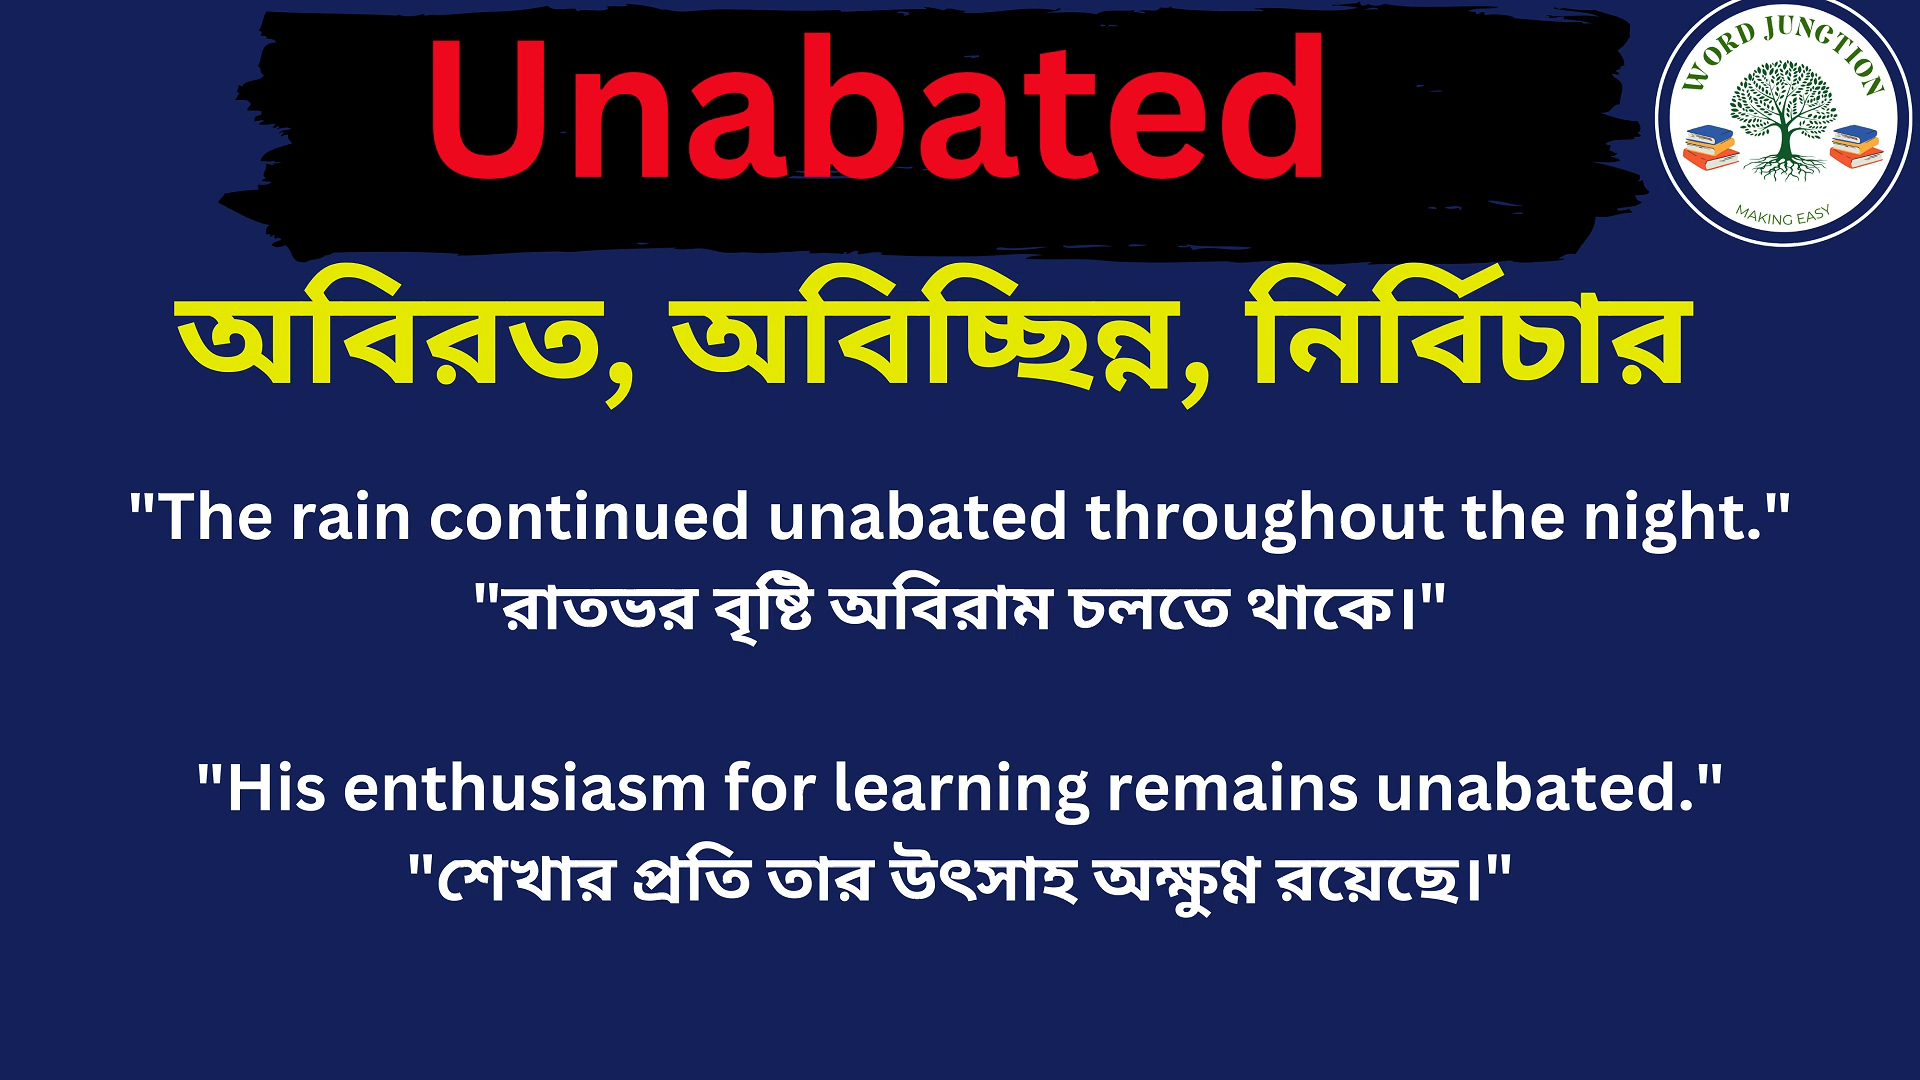 Unabated
WORD JUNCTION
MAKING EASY
অবিরত, অবিচ্ছিন্ন, নির্বিচার
"The rain continued unabated throughout the night."
"রাতভর বৃষ্টি অবিরাম চলতে থাকে।"
"His enthusiasm for learning remains unabated."
"শেখার প্রতি তার উৎসাহ অক্ষুণ্ণ রয়েছে।"